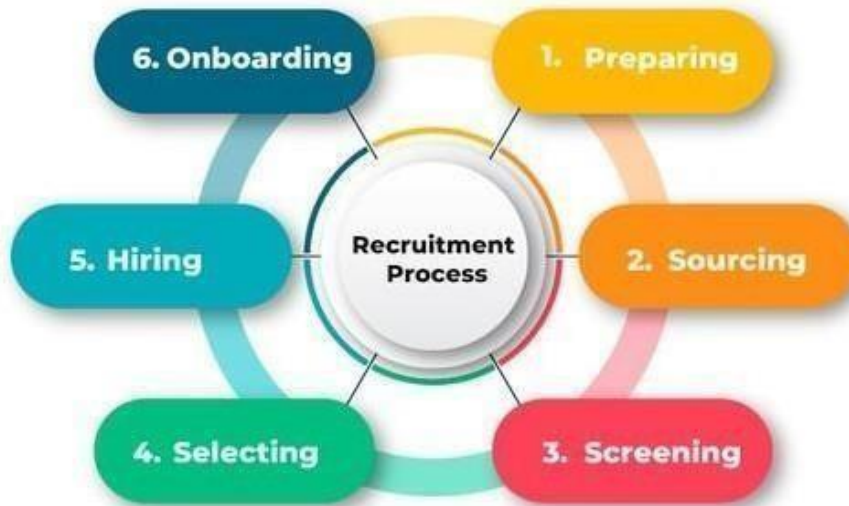 Recruitment
Process
1. Preparing
2. Sourcing
3. Screening
4. Selecting
5. Hiring
6. Onboarding